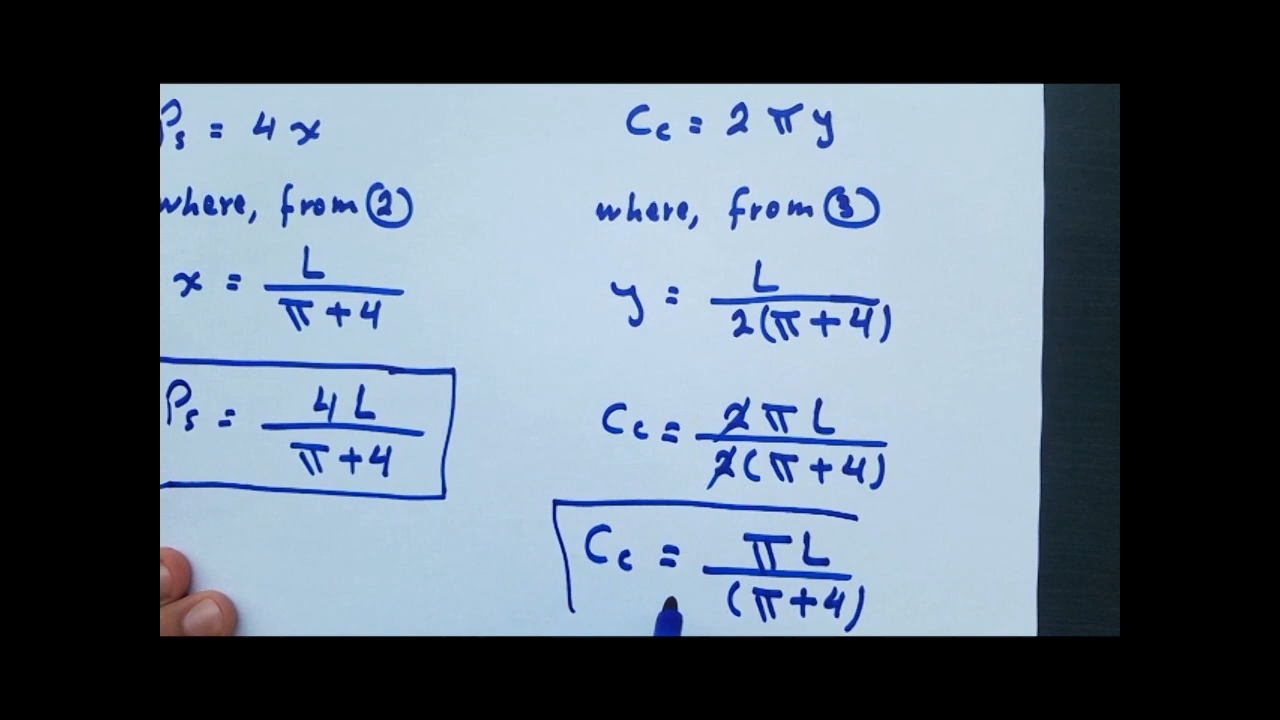 Ps = 4x
where, from ②
x = L / π + 4
Ps = 4L / π + 4
Cc = 2πy
where, from ③
y = L / 2(π + 4)
Cc = 2πL / 2(π + 4)
Cc = πL / (π + 4)